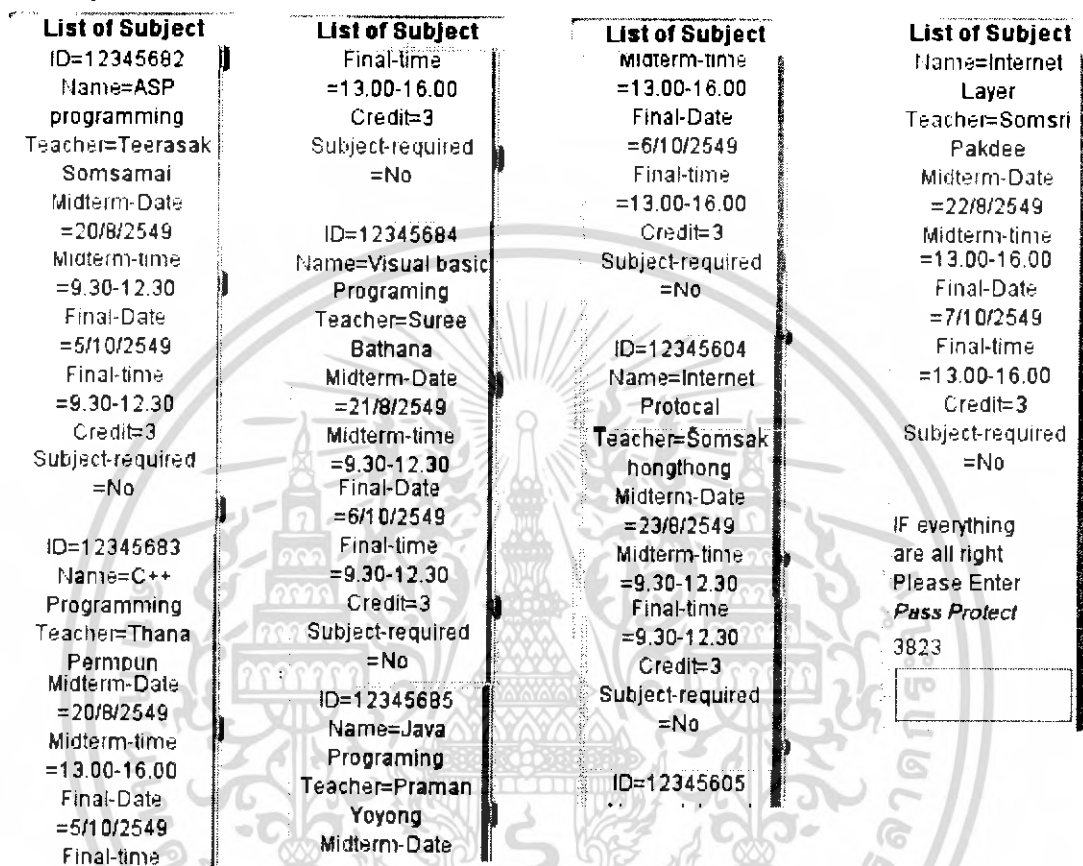 List of Subject
ID=12345682
Name=ASP
programming
Teacher=Teerasak
Somsamai
Midterm-Date
=20/8/2549
Midterm-time
=9.30-12.30
Final-Date
=5/10/2549
Final-time
=9.30-12.30
Credit=3
Subject-required
=No
ID=12345683
Name=C++
Programming
Teacher=Thana
Permpun
Midterm-Date
=20/8/2549
Midterm-time
=13.00-16.00
Final-Date
=5/10/2549
Final-time
List of Subject
Final-time
=13.00-16.00
Credit=3
Subject-required
=No
ID=12345684
Name=Visual basic
Programing
Teacher=Suree
Bathana
Midterm-Date
=21/8/2549
Midterm-time
=9.30-12.30
Final-Date
=6/10/2549
Final-time
=9.30-12.30
Credit=3
Subject-required
=No
ID=12345685
Name=Java
Programing
Teacher=Praman
Yoyong
Midterm-Date
List of Subject
Midterm-time
=13.00-16.00
Final-Date
=6/10/2549
Final-time
=13.00-16.00
Credit=3
Subject-required
=No
ID=12345604
Name=Internet
Protocal
Teacher=Somsak
hongthong
Midterm-Date
=23/8/2549
Midterm-time
=9.30-12.30
Final-time
=9.30-12.30
Credit=3
Subject-required
=No
ID=12345605
List of Subject
Name=Internet
Layer
Teacher=Somsri
Pakdee
Midterm-Date
=22/8/2549
Midterm-time
=13.00-16.00
Final-Date
=7/10/2549
Final-time
=13.00-16.00
Credit=3
Subject-required
=No
IF everything
are all right
Please Enter
Pass Protect
3823